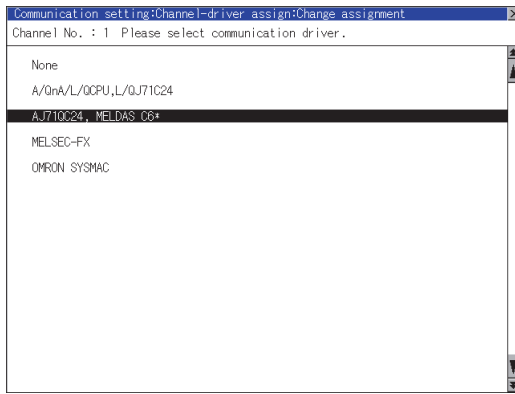 Communication setting:Channel-driver assign:Change assignment
Channel No. : 1 Please select communication driver.
None
A/QnA/L/QCPU,L/QJ71C24
AJ71QC24, MELDAS C6*
MELSEC-FX
OMRON SYSMAC